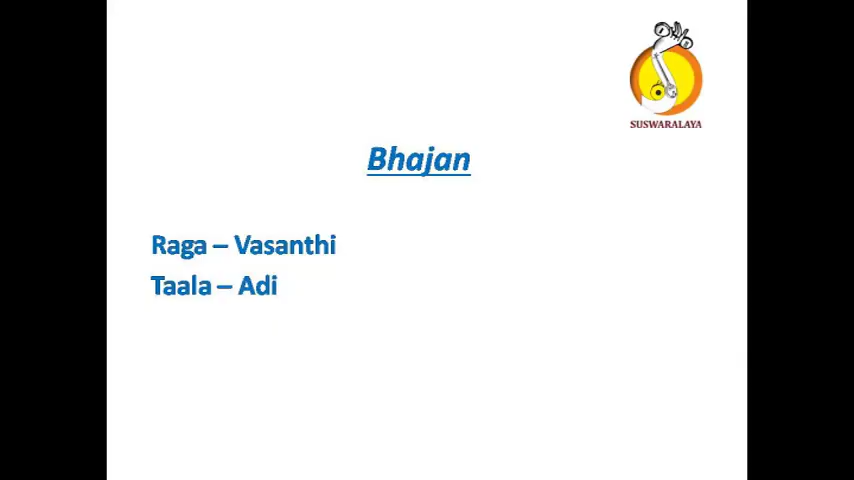 SUSWARALAYA
Bhajan
Raga – Vasanthi
Taala – Adi